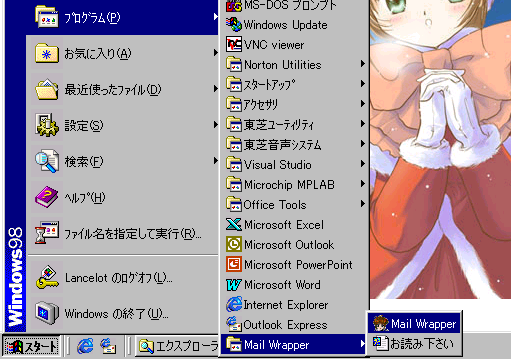 プログラム(P)
お気に入り(A)
最近使ったファイル(D)
設定(S)
検索(F)
ヘルプ(H)
ファイル名を指定して実行(R)...
Lancelot のログオフ(L)...
Windows の終了(U)...
Windows98
MS-DOS プロンプト
Windows Update
VNC viewer
Norton Utilities
スタートアップ
アクセサリ
東芝ユーティリティ
東芝音声システム
Visual Studio
Microchip MPLAB
Office Tools
Microsoft Excel
Microsoft Outlook
Microsoft PowerPoint
Microsoft Word
Internet Explorer
Outlook Express
Mail Wrapper
Mail Wrapper
お読み下さい
スタート
エクスプローラ